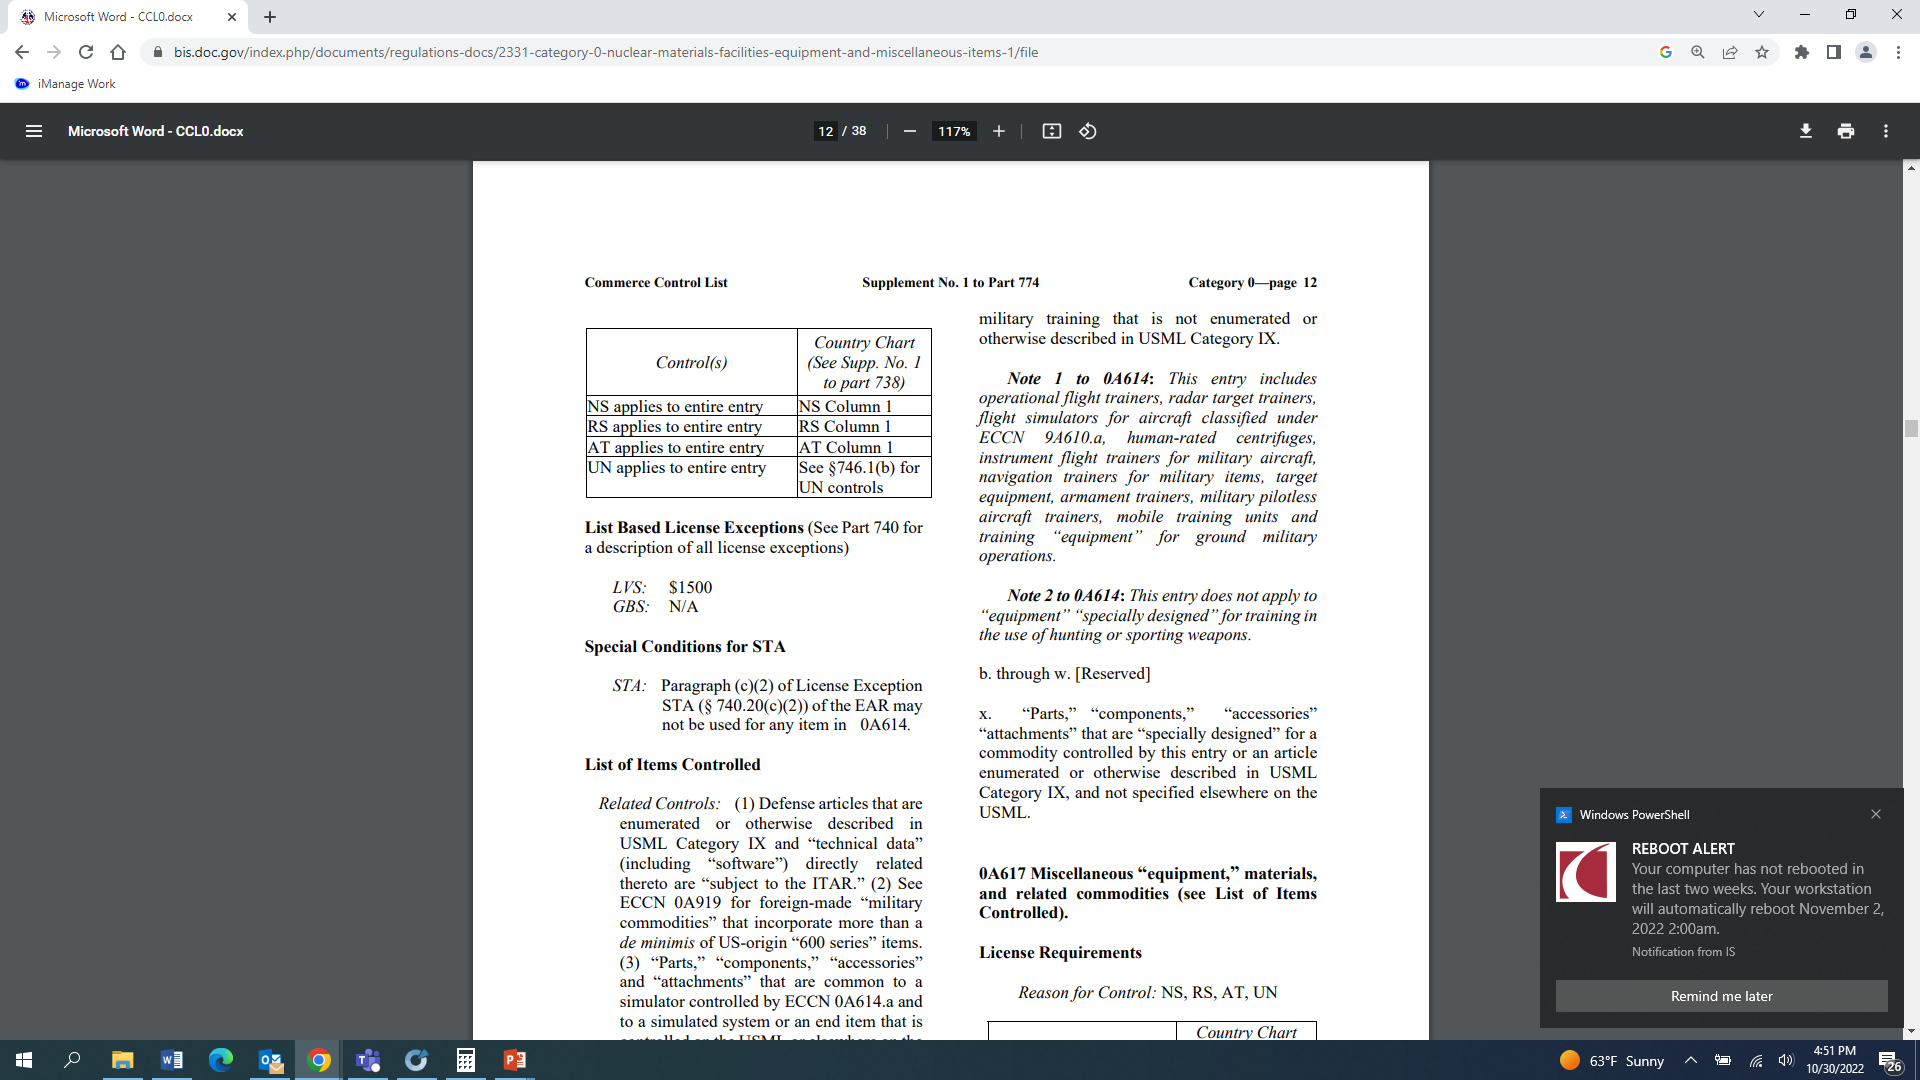 Microsoft Word - CCL0.docx
bis.doc.gov/index.php/documents/regulations-docs/2331-category-0-nuclear-materials-facilities-equipment-and-miscellaneous-items-1/file
iManage Work
Microsoft Word - CCL0.docx
12 / 38
117%
Commerce Control List
Supplement No. 1 to Part 774
Category 0—page 12
Control(s)
Country Chart
(See Supp. No. 1
to part 738)
NS applies to entire entry
NS Column 1
RS applies to entire entry
RS Column 1
AT applies to entire entry
AT Column 1
UN applies to entire entry
See §746.1(b) for
UN controls
List Based License Exceptions (See Part 740 for
a description of all license exceptions)
LVS: $1500
GBS: N/A
Special Conditions for STA
STA: Paragraph (c)(2) of License Exception
STA (§ 740.20(c)(2)) of the EAR may
not be used for any item in 0A614.
List of Items Controlled
Related Controls: (1) Defense articles that are
enumerated or otherwise described in
USML Category IX and “technical data”
(including “software”) directly related
thereto are “subject to the ITAR.” (2) See
ECCN 0A919 for foreign-made “military
commodities” that incorporate more than a
de minimis of US-origin “600 series” items.
(3) “Parts,” “components,” “accessories”
and “attachments” that are common to a
simulator controlled by ECCN 0A614.a and
to a simulated system or an end item that is
military training that is not enumerated or
otherwise described in USML Category IX.
Note 1 to 0A614: This entry includes
operational flight trainers, radar target trainers,
flight simulators for aircraft classified under
ECCN 9A610.a, human-rated centrifuges,
instrument flight trainers for military aircraft,
navigation trainers for military items, target
equipment, armament trainers, military pilotless
aircraft trainers, mobile training units and
training “equipment” for ground military
operations.
Note 2 to 0A614: This entry does not apply to
“equipment” “specially designed” for training in
the use of hunting or sporting weapons.
b. through w. [Reserved]
x. “Parts,” “components,” “accessories”
“attachments” that are “specially designed” for a
commodity controlled by this entry or an article
enumerated or otherwise described in USML
Category IX, and not specified elsewhere on the
USML.
0A617 Miscellaneous “equipment,” materials,
and related commodities (see List of Items
Controlled).
License Requirements
Reason for Control: NS, RS, AT, UN
Country Chart
Windows PowerShell
REBOOT ALERT
Your computer has not rebooted in
the last two weeks. Your workstation
will automatically reboot November 2,
2022 2:00am.
Notification from IS
Remind me later
63°F Sunny
4:51 PM
10/30/2022
26